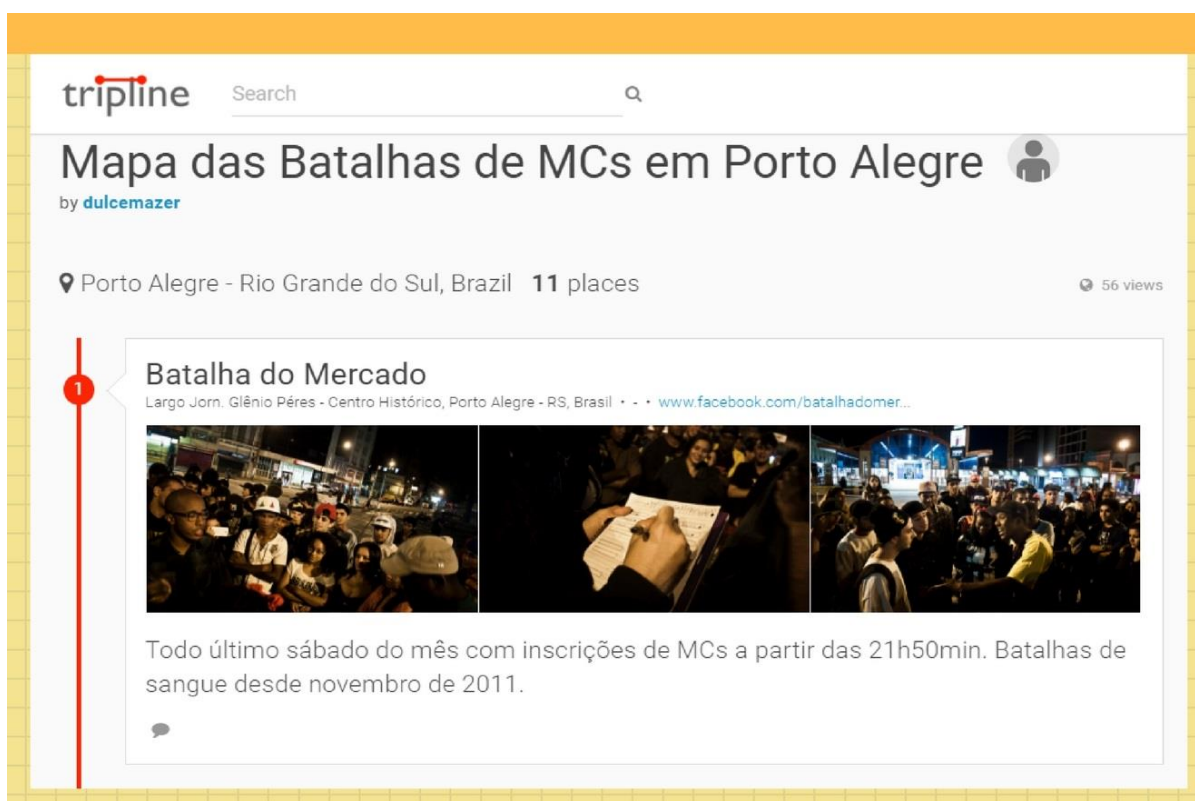 tripline Search
Mapa das Batalhas de MCs em Porto Alegre
by dulcemazer
Porto Alegre - Rio Grande do Sul, Brazil 11 places 56 views
1
Batalha do Mercado
Largo Jorn. Glênio Péres - Centro Histórico, Porto Alegre - RS, Brasil • - • www.facebook.com/batalhadomer...
Todo último sábado do mês com inscrições de MCs a partir das 21h50min. Batalhas de
sangue desde novembro de 2011.